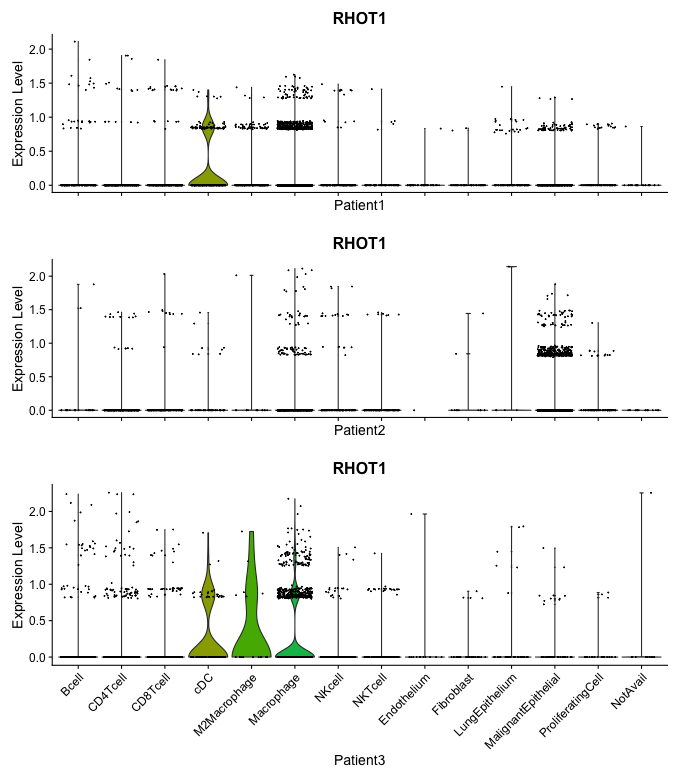 RHOT1
Expression Level
2.0
1.5
1.0
0.5
0.0
Patient1
RHOT1
Expression Level
2.0
1.5
1.0
0.5
0.0
Patient2
RHOT1
Expression Level
2.0
1.5
1.0
0.5
0.0
Bcell
CD4Tcell
CD8Tcell
cDC
M2Macrophage
Macrophage
NKcell
NKTcell
Endothelium
Fibroblast
LungEpithelium
MalignantEpithelial
ProliferatingCell
NotAvail
Patient3